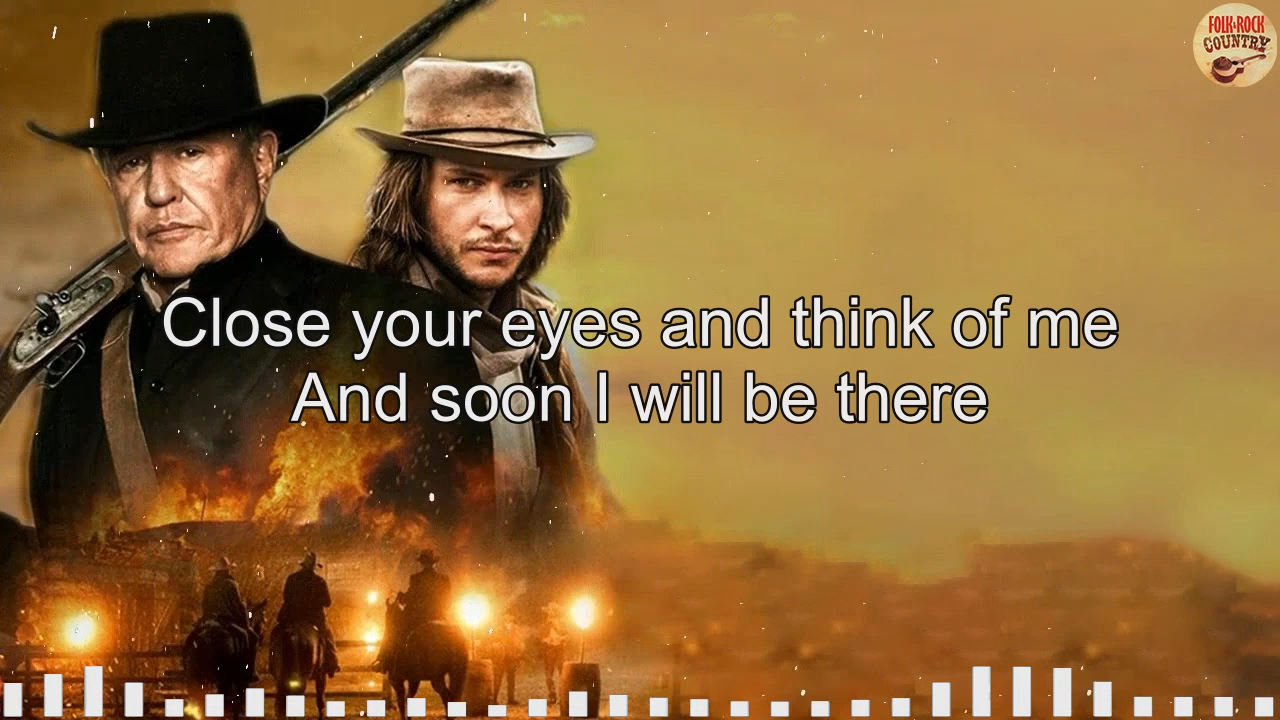 FOLK & ROCK
COUNTRY
Close your eyes and think of me
And soon I will be there